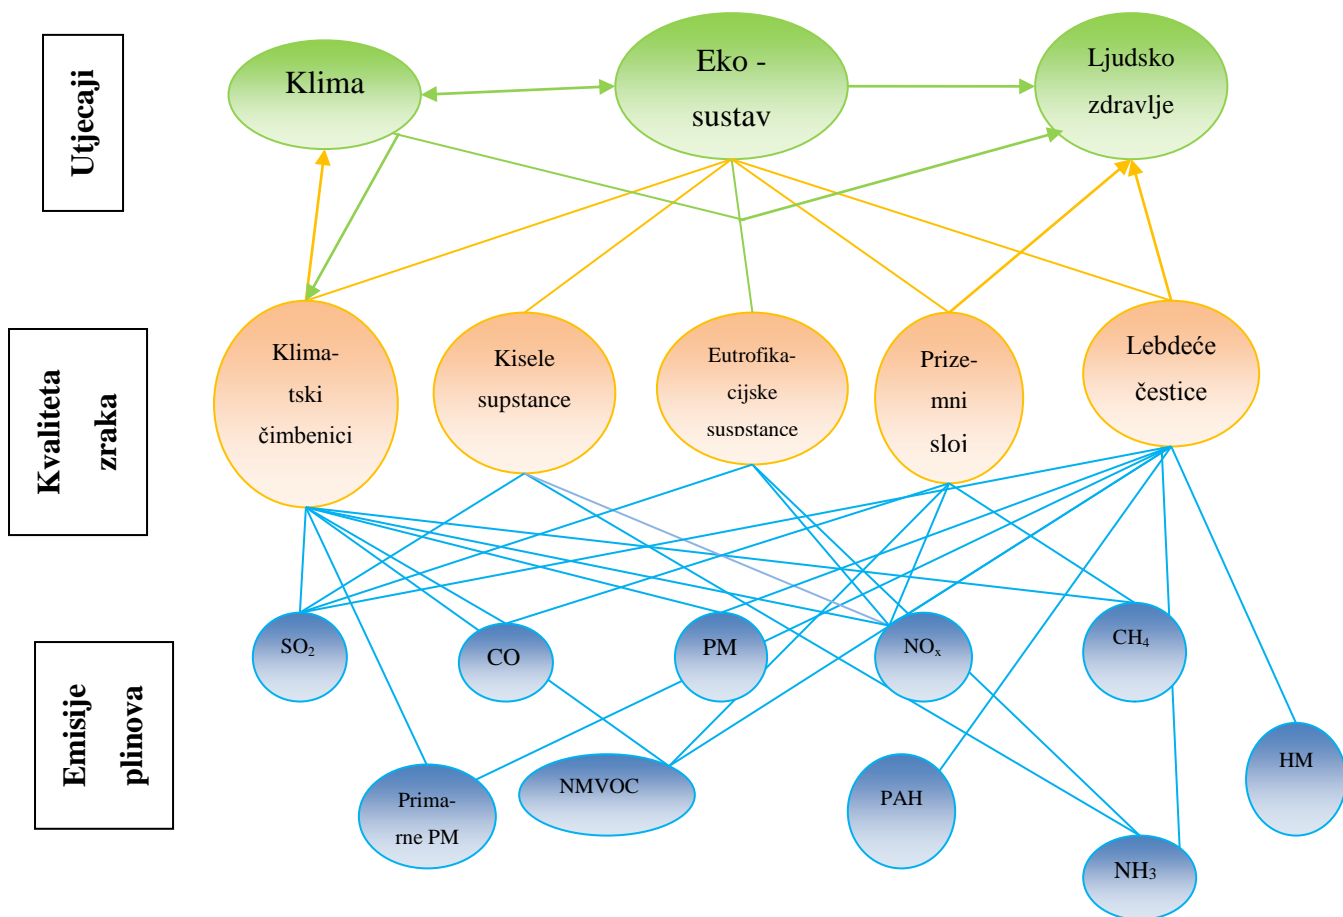 Utjecaji
Klima
Eko -
sustav
Ljudsko
zdravlje
Kvaliteta
zraka
Klima-
tski
čimbenici
Kisele
supstance
Eutrofika-
cijske
suspstance
Prize-
mni
sloj
Lebdeće
čestice
Emisije
plinova
SO₂
CO
PM
NOₓ
CH₄
HM
Prima-
rne PM
NMVOC
PAH
NH₃